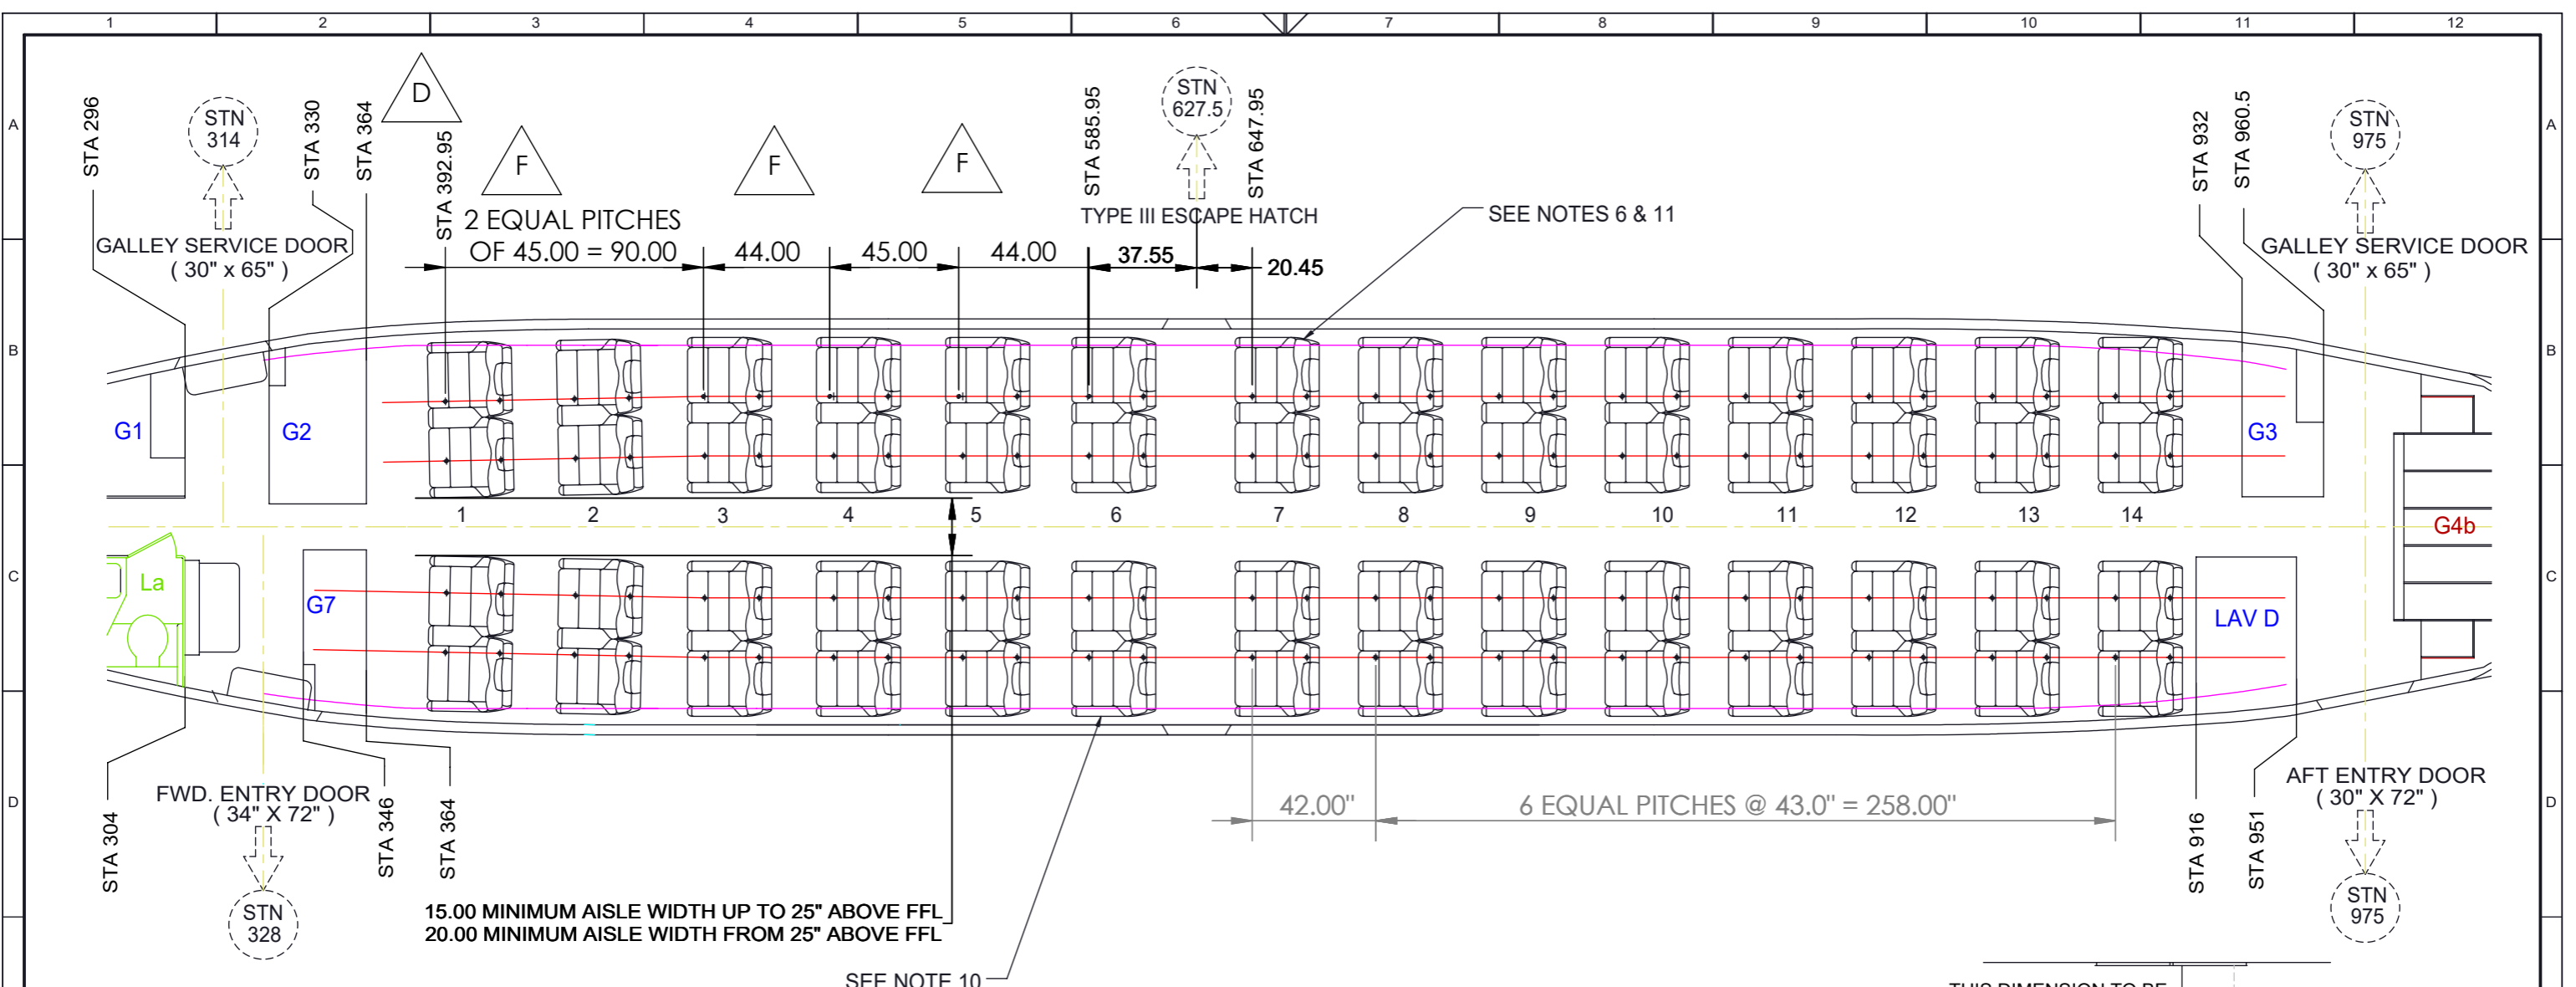 1 2 3 4 5 6 7 8 9 10 11 12
A
B
C
D
A
B
C
D
STA 296
STN
314
STA 330
STA 364
D
STA 392.95
F
F
F
STA 585.95
STN
627.5
STA 647.95
STA 932
STA 960.5
STN
975
GALLEY SERVICE DOOR
( 30" x 65" )
2 EQUAL PITCHES
OF 45.00 = 90.00
44.00
45.00
44.00
TYPE III ESCAPE HATCH
37.55
20.45
SEE NOTES 6 & 11
GALLEY SERVICE DOOR
( 30" x 65" )
G1
G2
G3
1 2 3 4 5 6 7 8 9 10 11 12 13 14
G4b
La
G7
LAV D
STA 304
FWD. ENTRY DOOR
( 34" X 72" )
STN
328
STA 346
STA 364
42.00"
6 EQUAL PITCHES @ 43.0" = 258.00"
STA 916
STA 951
AFT ENTRY DOOR
( 30" X 72" )
STN
975
15.00 MINIMUM AISLE WIDTH UP TO 25" ABOVE FFL
20.00 MINIMUM AISLE WIDTH FROM 25" ABOVE FFL
SEE NOTE 10
THIS DIMENSION TO BE